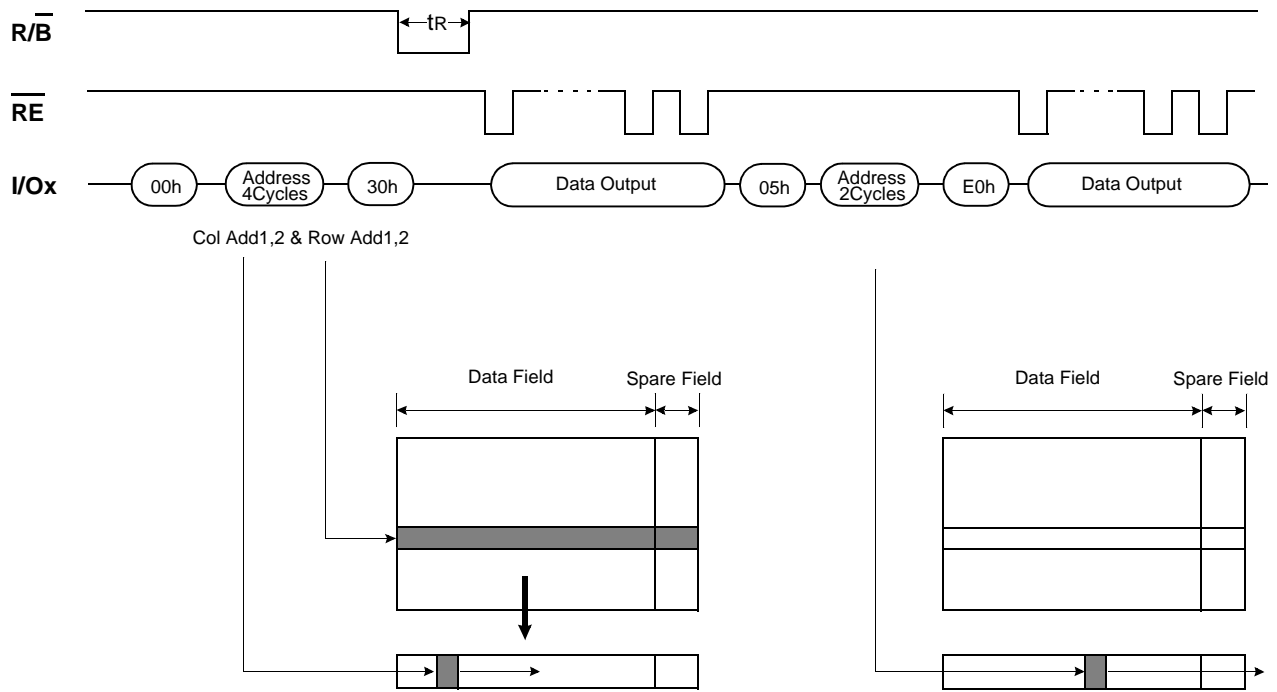 R/B
tR
RE
I/Ox
00h
Address
4Cycles
30h
Data Output
05h
Address
2Cycles
E0h
Data Output
Col Add1,2 & Row Add1,2
Data Field
Spare Field
Data Field
Spare Field